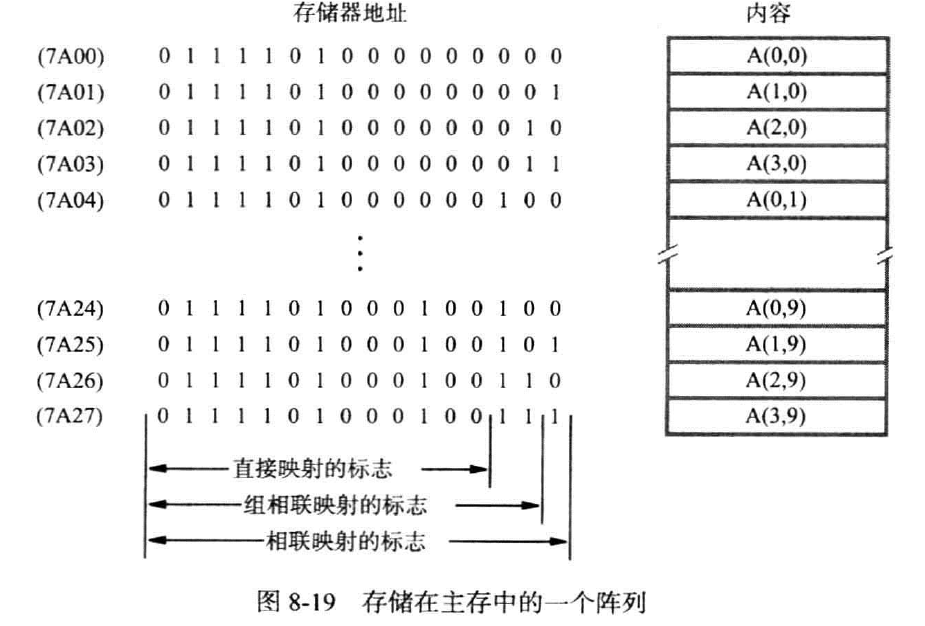 存储器地址 内容
(7A00) 0 1 1 1 1 0 1 0 0 0 0 0 0 0 0 0 A(0,0)
(7A01) 0 1 1 1 1 0 1 0 0 0 0 0 0 0 0 1 A(1,0)
(7A02) 0 1 1 1 1 0 1 0 0 0 0 0 0 0 1 0 A(2,0)
(7A03) 0 1 1 1 1 0 1 0 0 0 0 0 0 0 1 1 A(3,0)
(7A04) 0 1 1 1 1 0 1 0 0 0 0 0 0 1 0 0 A(0,1)
(7A24) 0 1 1 1 1 0 1 0 0 0 1 0 0 1 0 0 A(0,9)
(7A25) 0 1 1 1 1 0 1 0 0 0 1 0 0 1 0 1 A(1,9)
(7A26) 0 1 1 1 1 0 1 0 0 0 1 0 0 1 1 0 A(2,9)
(7A27) 0 1 1 1 1 0 1 0 0 0 1 0 0 1 1 1 A(3,9)
直接映射的标志
组相联映射的标志
相联映射的标志
图 8-19 存储在主存中的一个阵列